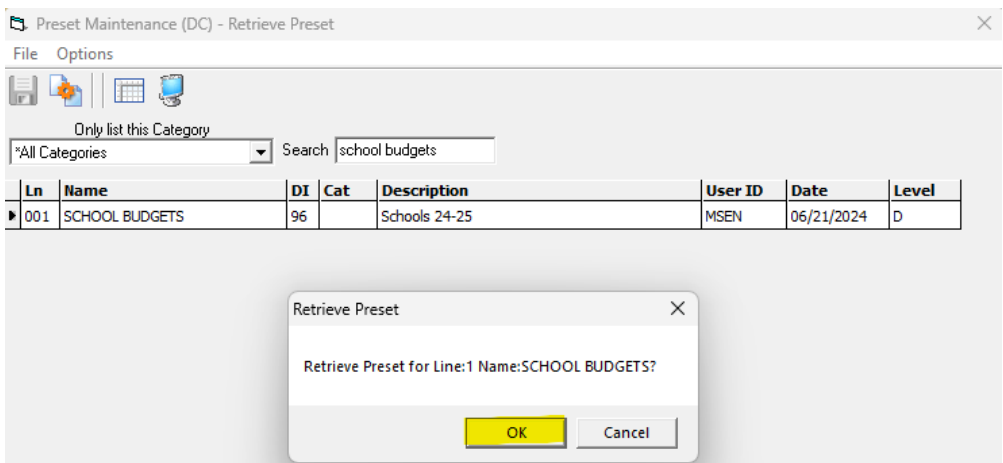 Preset Maintenance (DC) - Retrieve Preset
File Options
Only list this Category
*All Categories Search school budgets
Ln Name DI Cat Description User ID Date Level
001 SCHOOL BUDGETS 96 Schools 24-25 MSEN 06/21/2024 D
Retrieve Preset
Retrieve Preset for Line:1 Name:SCHOOL BUDGETS?
OK Cancel